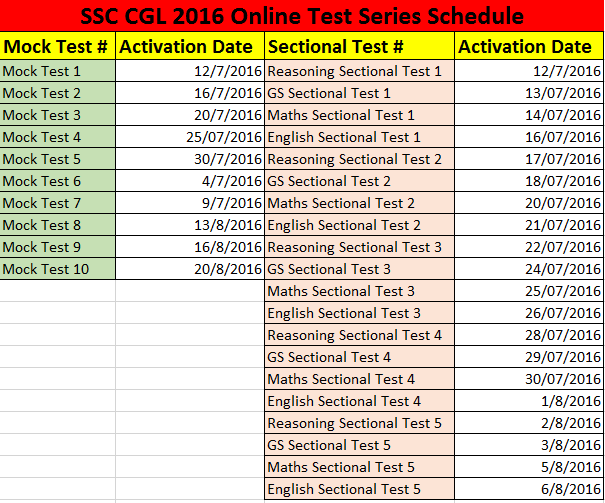 SSC CGL 2016 Online Test Series Schedule
Mock Test # Activation Date Sectional Test # Activation Date
Mock Test 1 12/7/2016 Reasoning Sectional Test 1 12/7/2016
Mock Test 2 16/7/2016 GS Sectional Test 1 13/07/2016
Mock Test 3 20/7/2016 Maths Sectional Test 1 14/07/2016
Mock Test 4 25/07/2016 English Sectional Test 1 16/07/2016
Mock Test 5 30/7/2016 Reasoning Sectional Test 2 17/07/2016
Mock Test 6 4/7/2016 GS Sectional Test 2 18/07/2016
Mock Test 7 9/7/2016 Maths Sectional Test 2 20/07/2016
Mock Test 8 13/8/2016 English Sectional Test 2 21/07/2016
Mock Test 9 16/8/2016 Reasoning Sectional Test 3 22/07/2016
Mock Test 10 20/8/2016 GS Sectional Test 3 24/07/2016
Maths Sectional Test 3 25/07/2016
English Sectional Test 3 26/07/2016
Reasoning Sectional Test 4 28/07/2016
GS Sectional Test 4 29/07/2016
Maths Sectional Test 4 30/07/2016
English Sectional Test 4 1/8/2016
Reasoning Sectional Test 5 2/8/2016
GS Sectional Test 5 3/8/2016
Maths Sectional Test 5 5/8/2016
English Sectional Test 5 6/8/2016